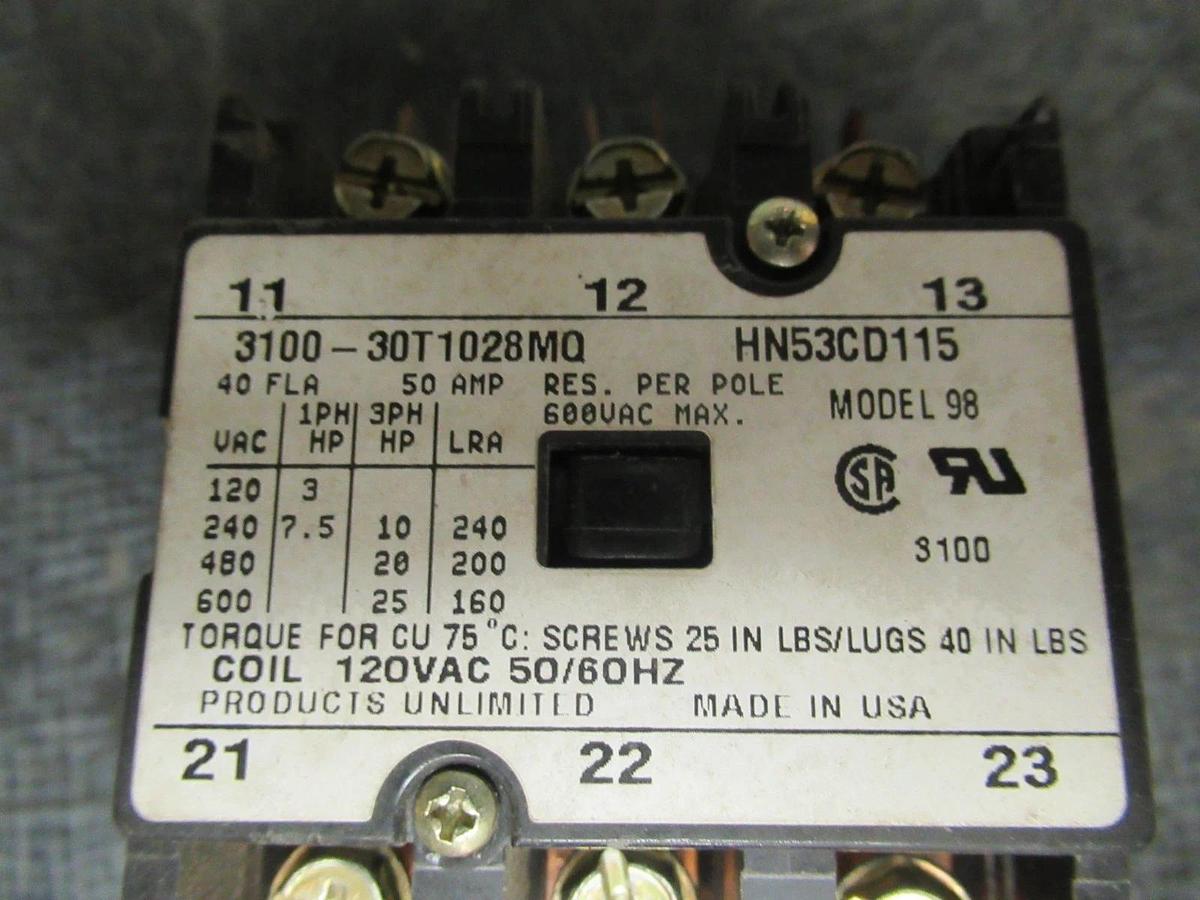 11 12 13
3100-30T1028MQ HN53CD115
40 FLA 50 AMP RES. PER POLE
600VAC MAX. MODEL 98
1PH 3PH
VAC HP HP LRA
120 3
240 7.5 10 240
480 20 200
600 25 160
SA
RU
3100
TORQUE FOR CU 75°C: SCREWS 25 IN LBS/LUGS 40 IN LBS
COIL 120VAC 50/60HZ
PRODUCTS UNLIMITED MADE IN USA
21 22 23